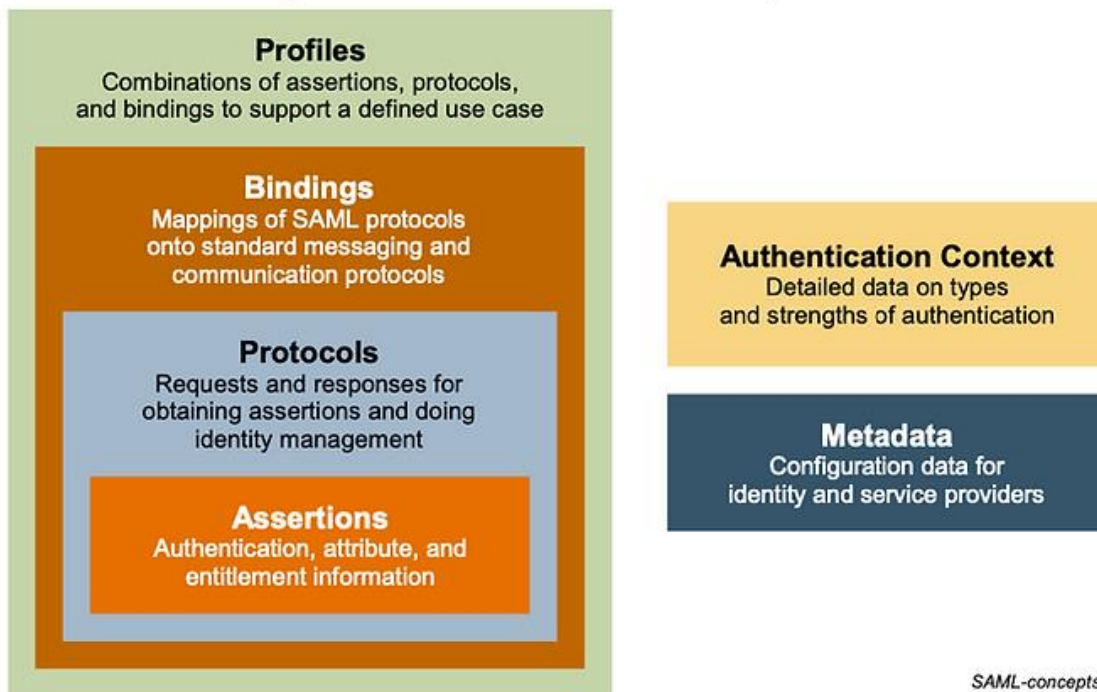 Profiles
Combinations of assertions, protocols,
and bindings to support a defined use case
Bindings
Mappings of SAML protocols
onto standard messaging and
communication protocols
Protocols
Requests and responses for
obtaining assertions and doing
identity management
Assertions
Authentication, attribute, and
entitlement information
Authentication Context
Detailed data on types
and strengths of authentication
Metadata
Configuration data for
identity and service providers
SAML-concepts